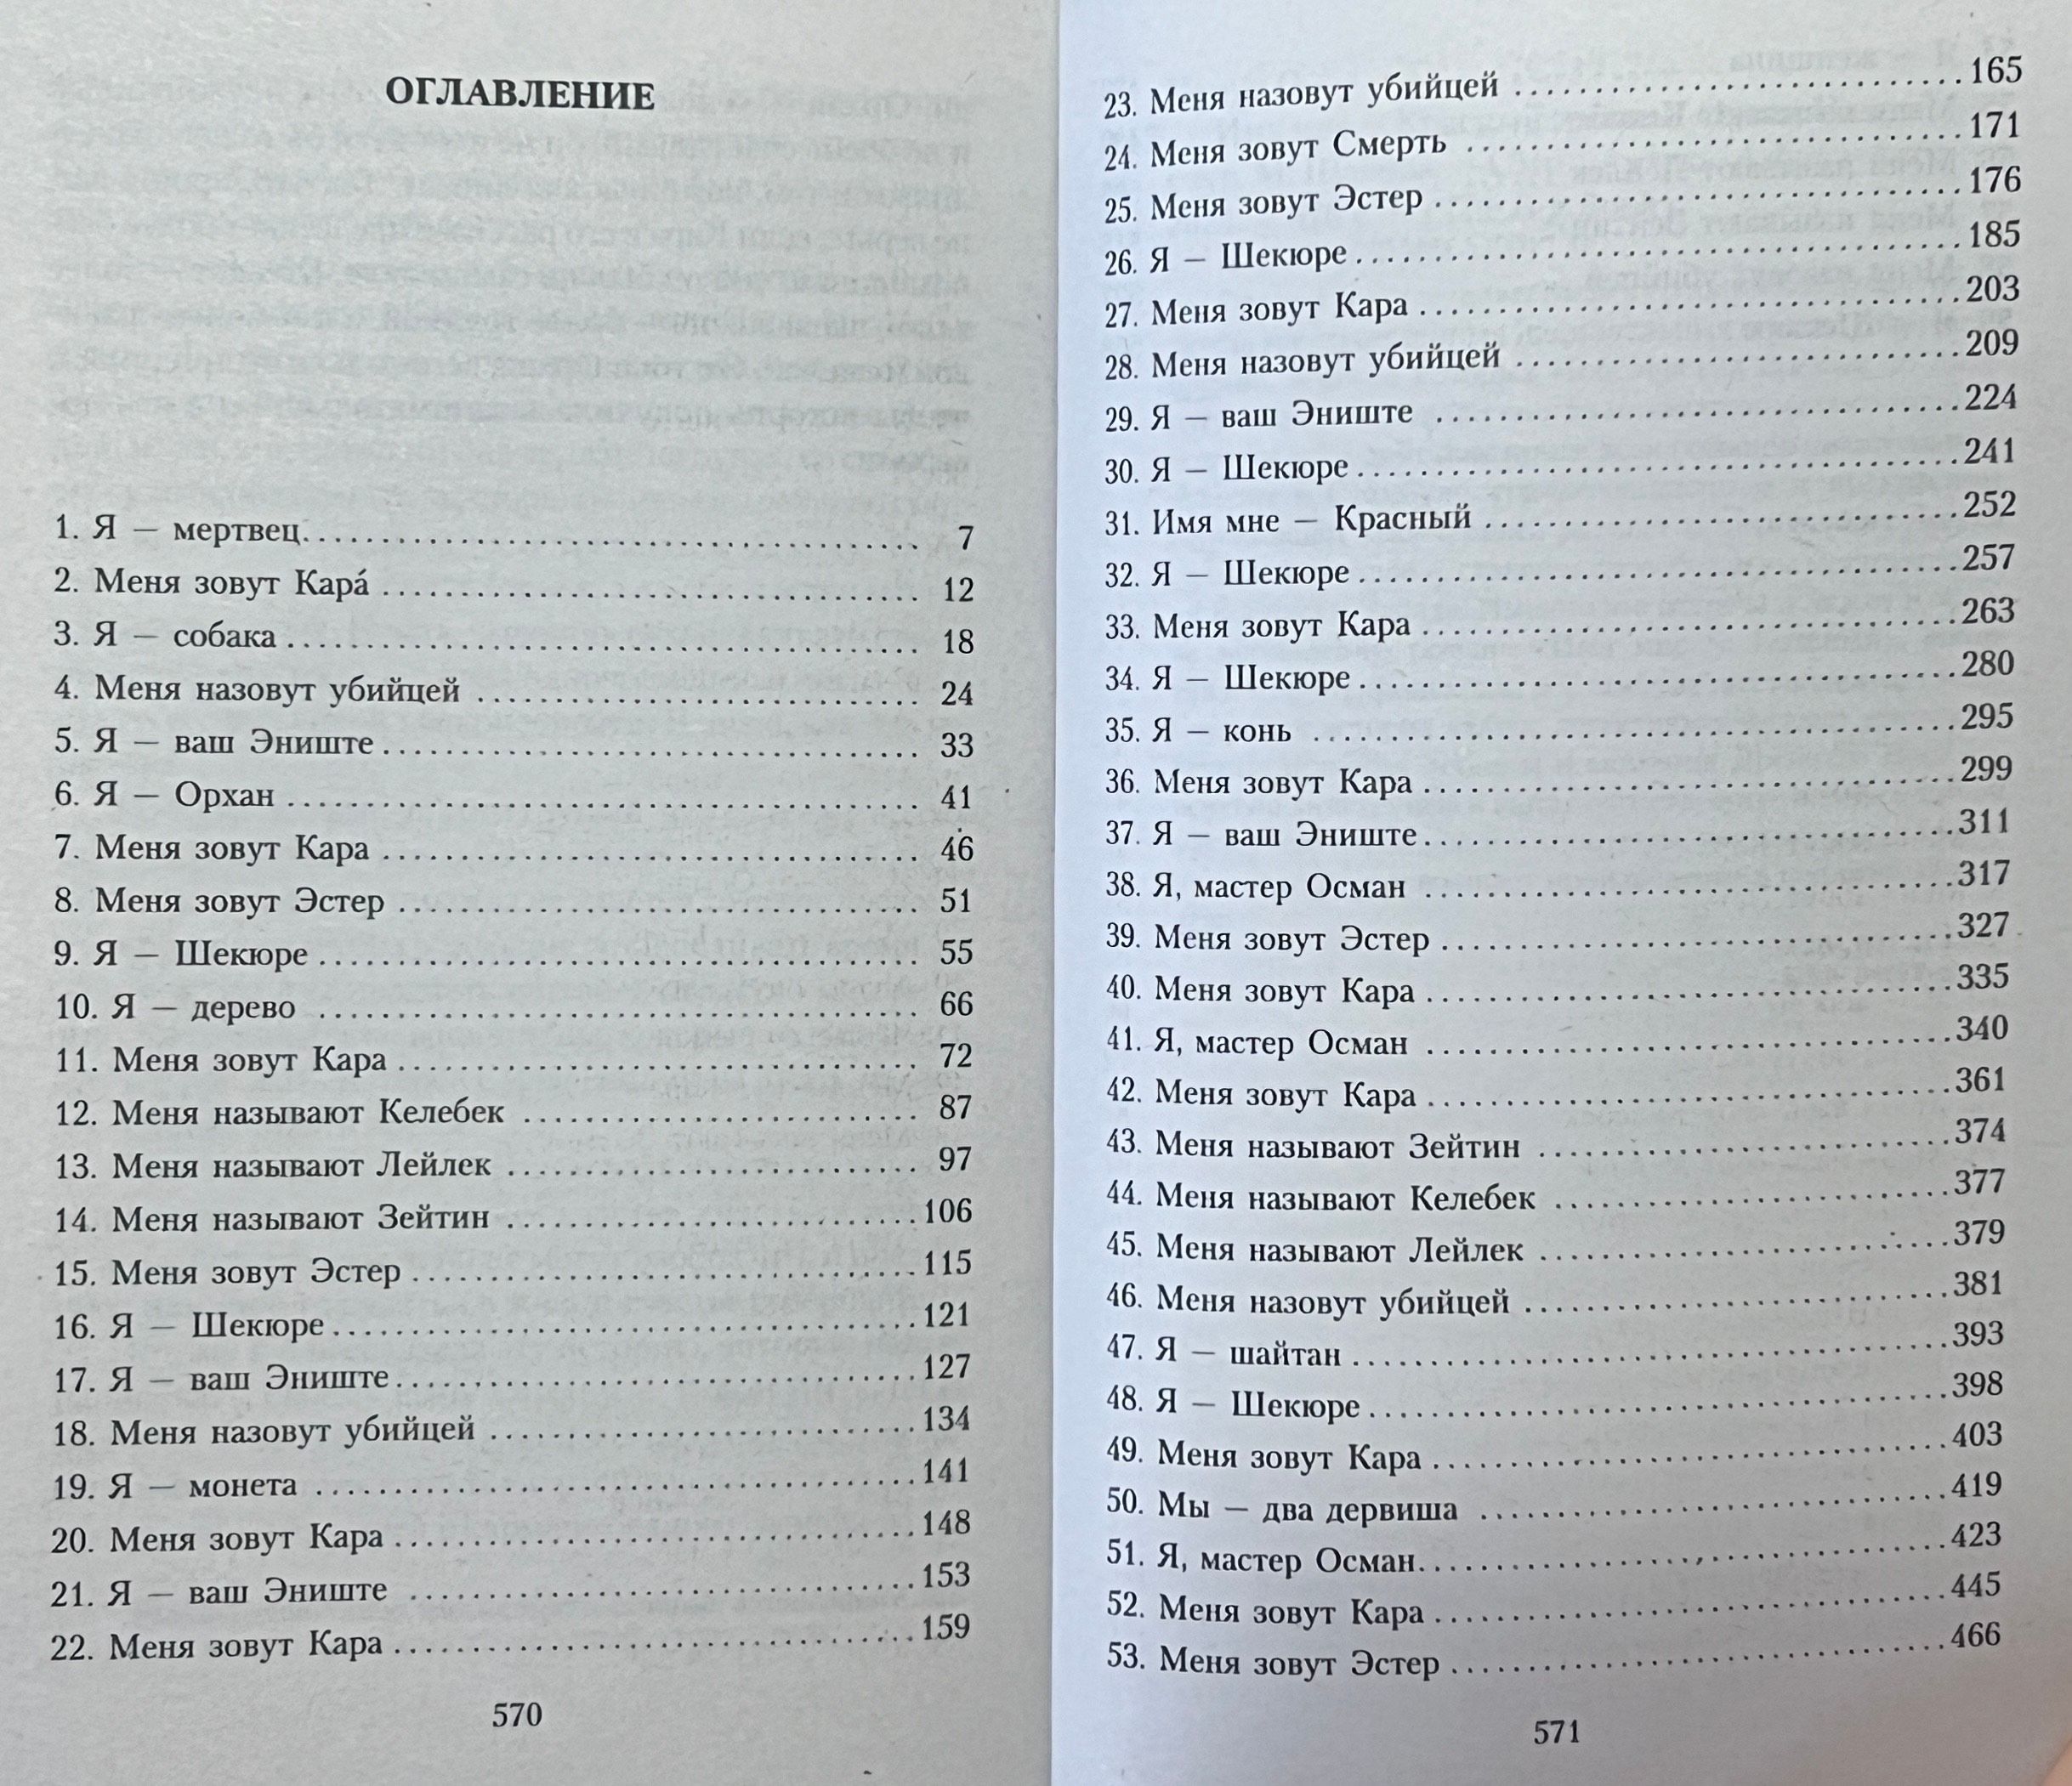 ОГЛАВЛЕНИЕ
1. Я — мертвец. 7
2. Меня зовут Кара́ 12
3. Я — собака 18
4. Меня назовут убийцей 24
5. Я — ваш Эниште 33
6. Я — Орхан 41
7. Меня зовут Кара 46
8. Меня зовут Эстер 51
9. Я — Шекюре 55
10. Я — дерево 66
11. Меня зовут Кара 72
12. Меня называют Келебек 87
13. Меня называют Лейлек 97
14. Меня называют Зейтин 106
15. Меня зовут Эстер 115
16. Я — Шекюре 121
17. Я — ваш Эниште 127
18. Меня назовут убийцей 134
19. Я — монета 141
20. Меня зовут Кара 148
21. Я — ваш Эниште 153
22. Меня зовут Кара 159
570
23. Меня назовут убийцей 165
24. Меня зовут Смерть 171
25. Меня зовут Эстер 176
26. Я — Шекюре 185
27. Меня зовут Кара 203
28. Меня назовут убийцей 209
29. Я — ваш Эниште 224
30. Я — Шекюре 241
31. Имя мне — Красный 252
32. Я — Шекюре 257
33. Меня зовут Кара 263
34. Я — Шекюре 280
35. Я — конь 295
36. Меня зовут Кара 299
37. Я — ваш Эниште 311
38. Я, мастер Осман 317
39. Меня зовут Эстер 327
40. Меня зовут Кара 335
41. Я, мастер Осман 340
42. Меня зовут Кара 361
43. Меня называют Зейтин 374
44. Меня называют Келебек 377
45. Меня называют Лейлек 379
46. Меня назовут убийцей 381
47. Я — шайтан 393
48. Я — Шекюре 398
49. Меня зовут Кара 403
50. Мы — два дервиша 419
51. Я, мастер Осман. 423
52. Меня зовут Кара 445
53. Меня зовут Эстер 466
571